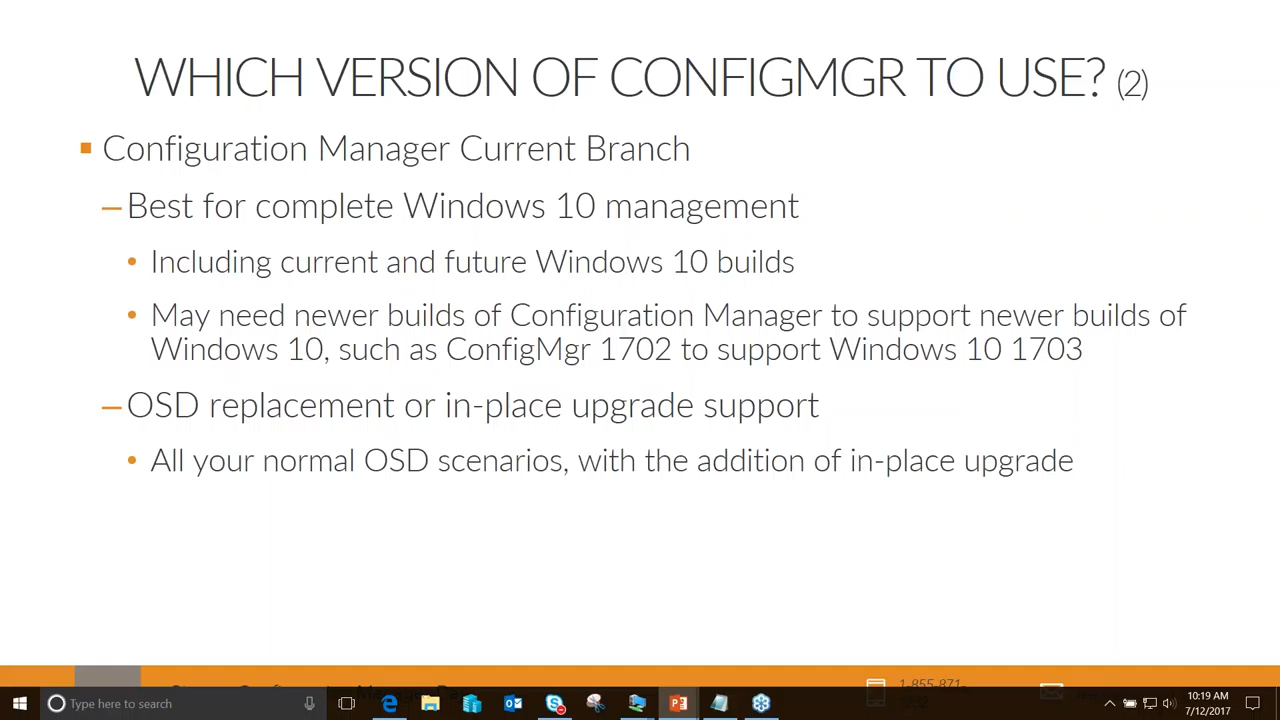 WHICH VERSION OF CONFIGMGR TO USE? (2)
Configuration Manager Current Branch
Best for complete Windows 10 management
Including current and future Windows 10 builds
May need newer builds of Configuration Manager to support newer builds of
Windows 10, such as ConfigMgr 1702 to support Windows 10 1703
OSD replacement or in-place upgrade support
All your normal OSD scenarios, with the addition of in-place upgrade
1-855-871-
Type here to search
10:19 AM
7/12/2017